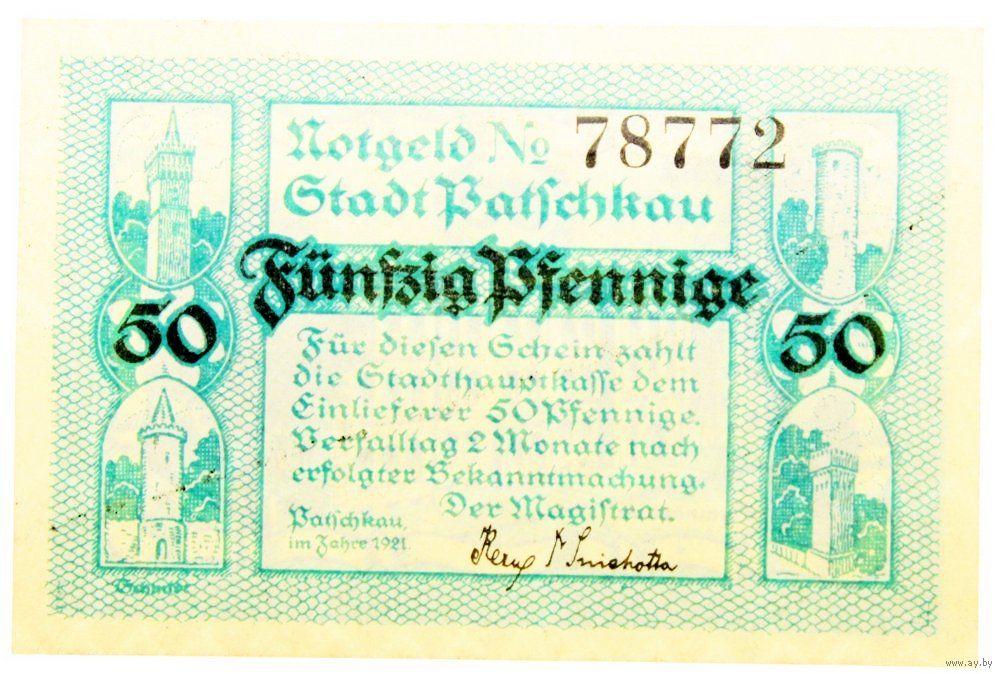 Notgeld No 78772
Stadt Patschkau
Fünfzig Pfennige
50
50
Für diesen Schein zahlt
die Stadthauptkasse dem
Einlieferer 50 Pfennige.
Verfalltag 2 Monate nach
erfolgter Bekanntmachung.
Der Magistrat.
Patschkau,
im Jahre 1921.
www.ay.by